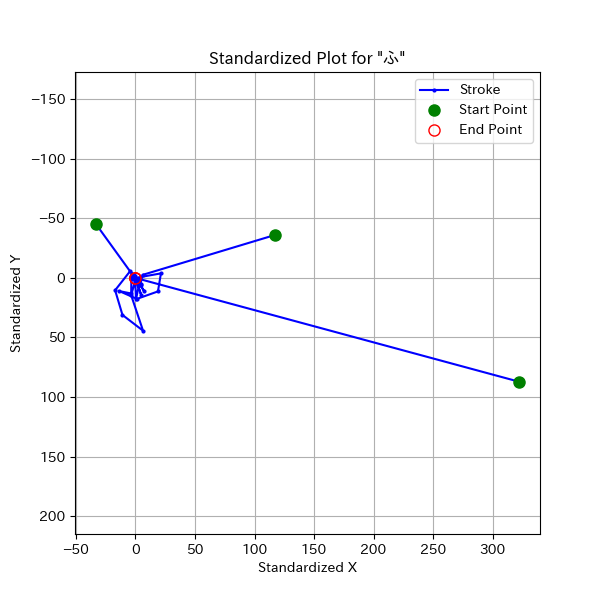 Standardized Plot for "ふ"
Stroke
Start Point
End Point
−150
−100
−50
0
50
100
150
200
Standardized Y
−50 0 50 100 150 200 250 300
Standardized X